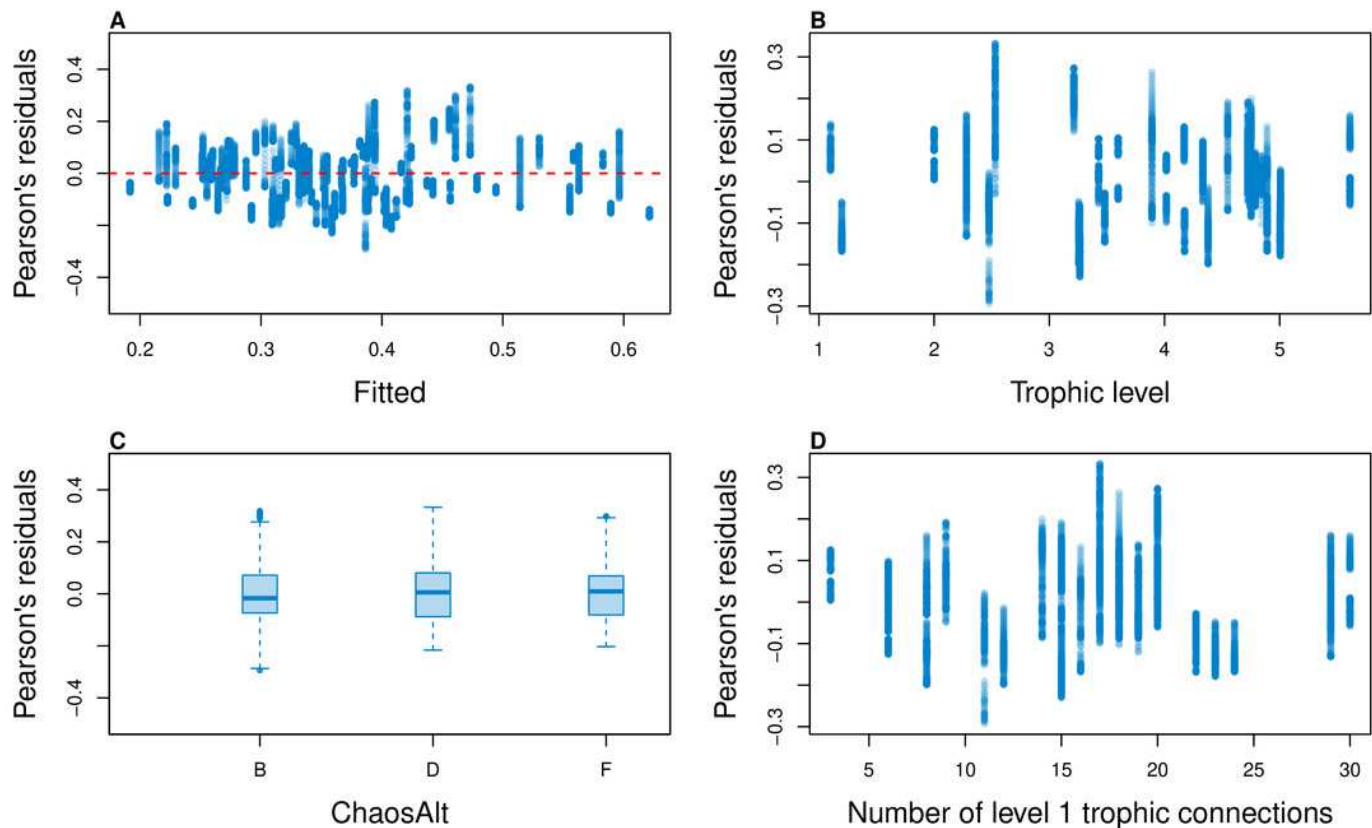 A
Pearson's residuals
0.4
0.2
0.0
−0.4
0.2 0.3 0.4 0.5 0.6
Fitted
B
Pearson's residuals
0.3
0.1
−0.1
−0.3
1 2 3 4 5
Trophic level
C
Pearson's residuals
0.4
0.2
0.0
−0.4
B D F
ChaosAlt
D
Pearson's residuals
0.3
0.1
−0.1
−0.3
5 10 15 20 25 30
Number of level 1 trophic connections